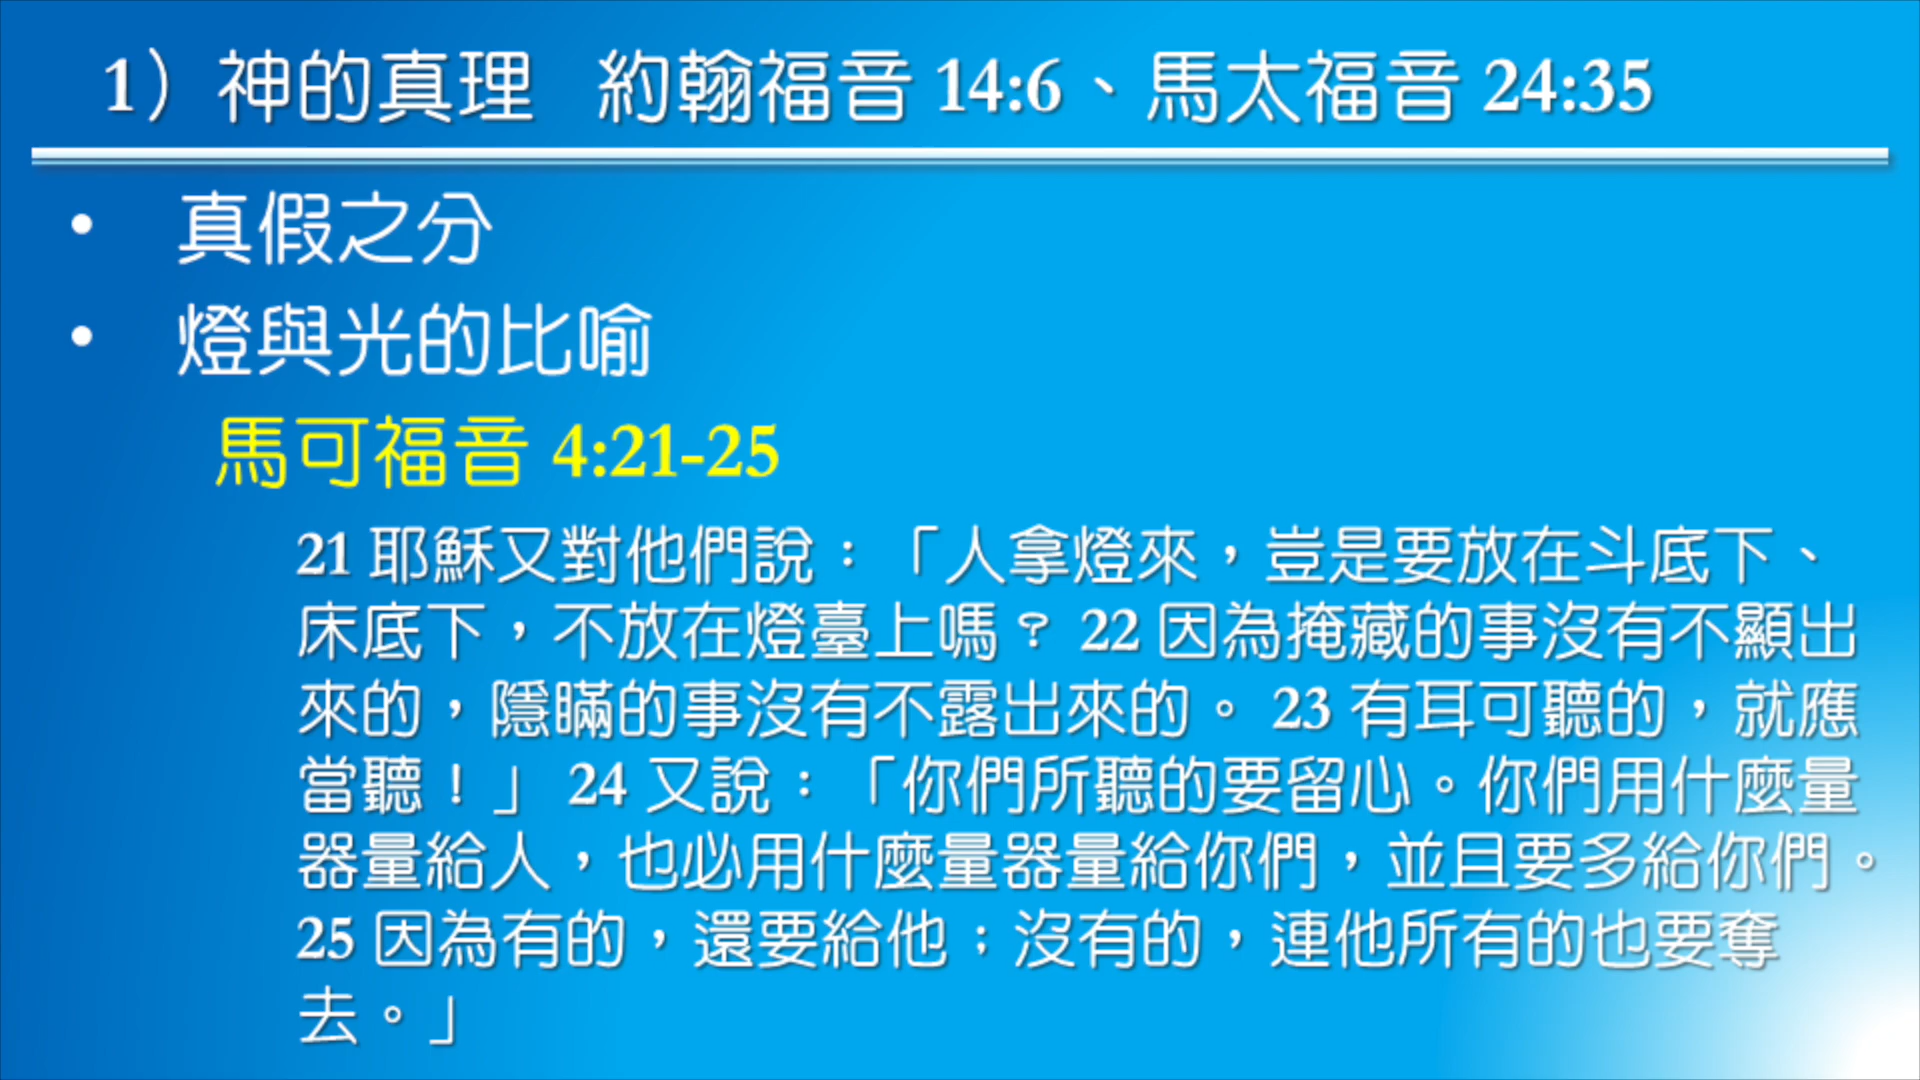 1）神的真理 約翰福音 14:6、馬太福音 24:35
• 真假之分
• 燈與光的比喻
馬可福音 4:21-25
21 耶穌又對他們說：「人拿燈來，豈是要放在斗底下、
床底下，不放在燈臺上嗎？ 22 因為掩藏的事沒有不顯出
來的，隱瞞的事沒有不露出來的。 23 有耳可聽的，就應
當聽！」 24 又說：「你們所聽的要留心。你們用什麼量
器量給人，也必用什麼量器量給你們，並且要多給你們。
25 因為有的，還要給他；沒有的，連他所有的也要奪
去。」